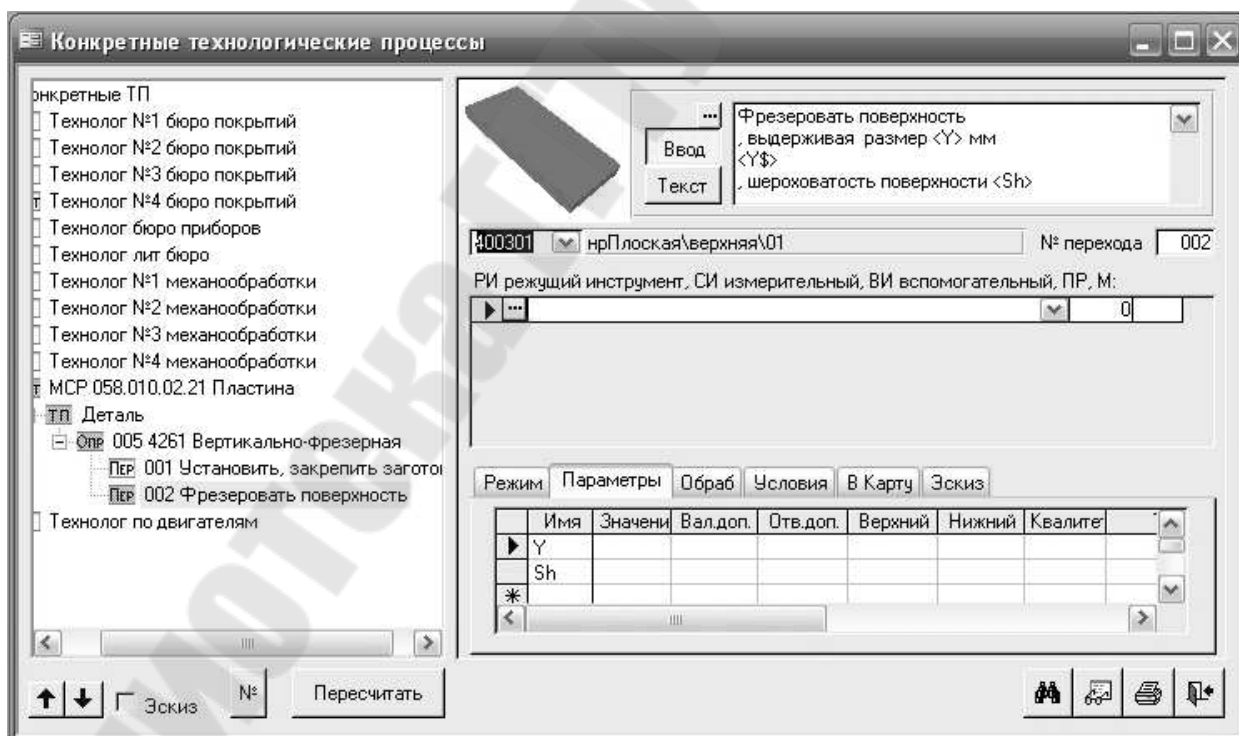 Конкретные технологические процессы
онкретные ТП
Технолог №1 бюро покрытий
Технолог №2 бюро покрытий
Технолог №3 бюро покрытий
Технолог №4 бюро покрытий
Технолог бюро приборов
Технолог лит бюро
Технолог №1 механообработки
Технолог №2 механообработки
Технолог №3 механообработки
Технолог №4 механообработки
МСР 058.010.02.21 Пластина
ТП Деталь
Опр 005 4261 Вертикально-фрезерная
Пер 001 Установить, закрепить загото
Пер 002 Фрезеровать поверхность
Технолог по двигателям
Эскиз
№
Пересчитать
...
Ввод
Текст
Фрезеровать поверхность
, выдерживая размер <Y> мм
<Y$>
, шероховатость поверхности <Sh>
400301 нрПлоская\верхняя\01 № перехода 002
РИ режущий инструмент, СИ измерительный, ВИ вспомогательный, ПР, М:
... 0
Режим Параметры Обраб Условия В Карту Эскиз
Имя Значени Вал.доп. Отв.доп. Верхний Нижний Квалите
Y
Sh